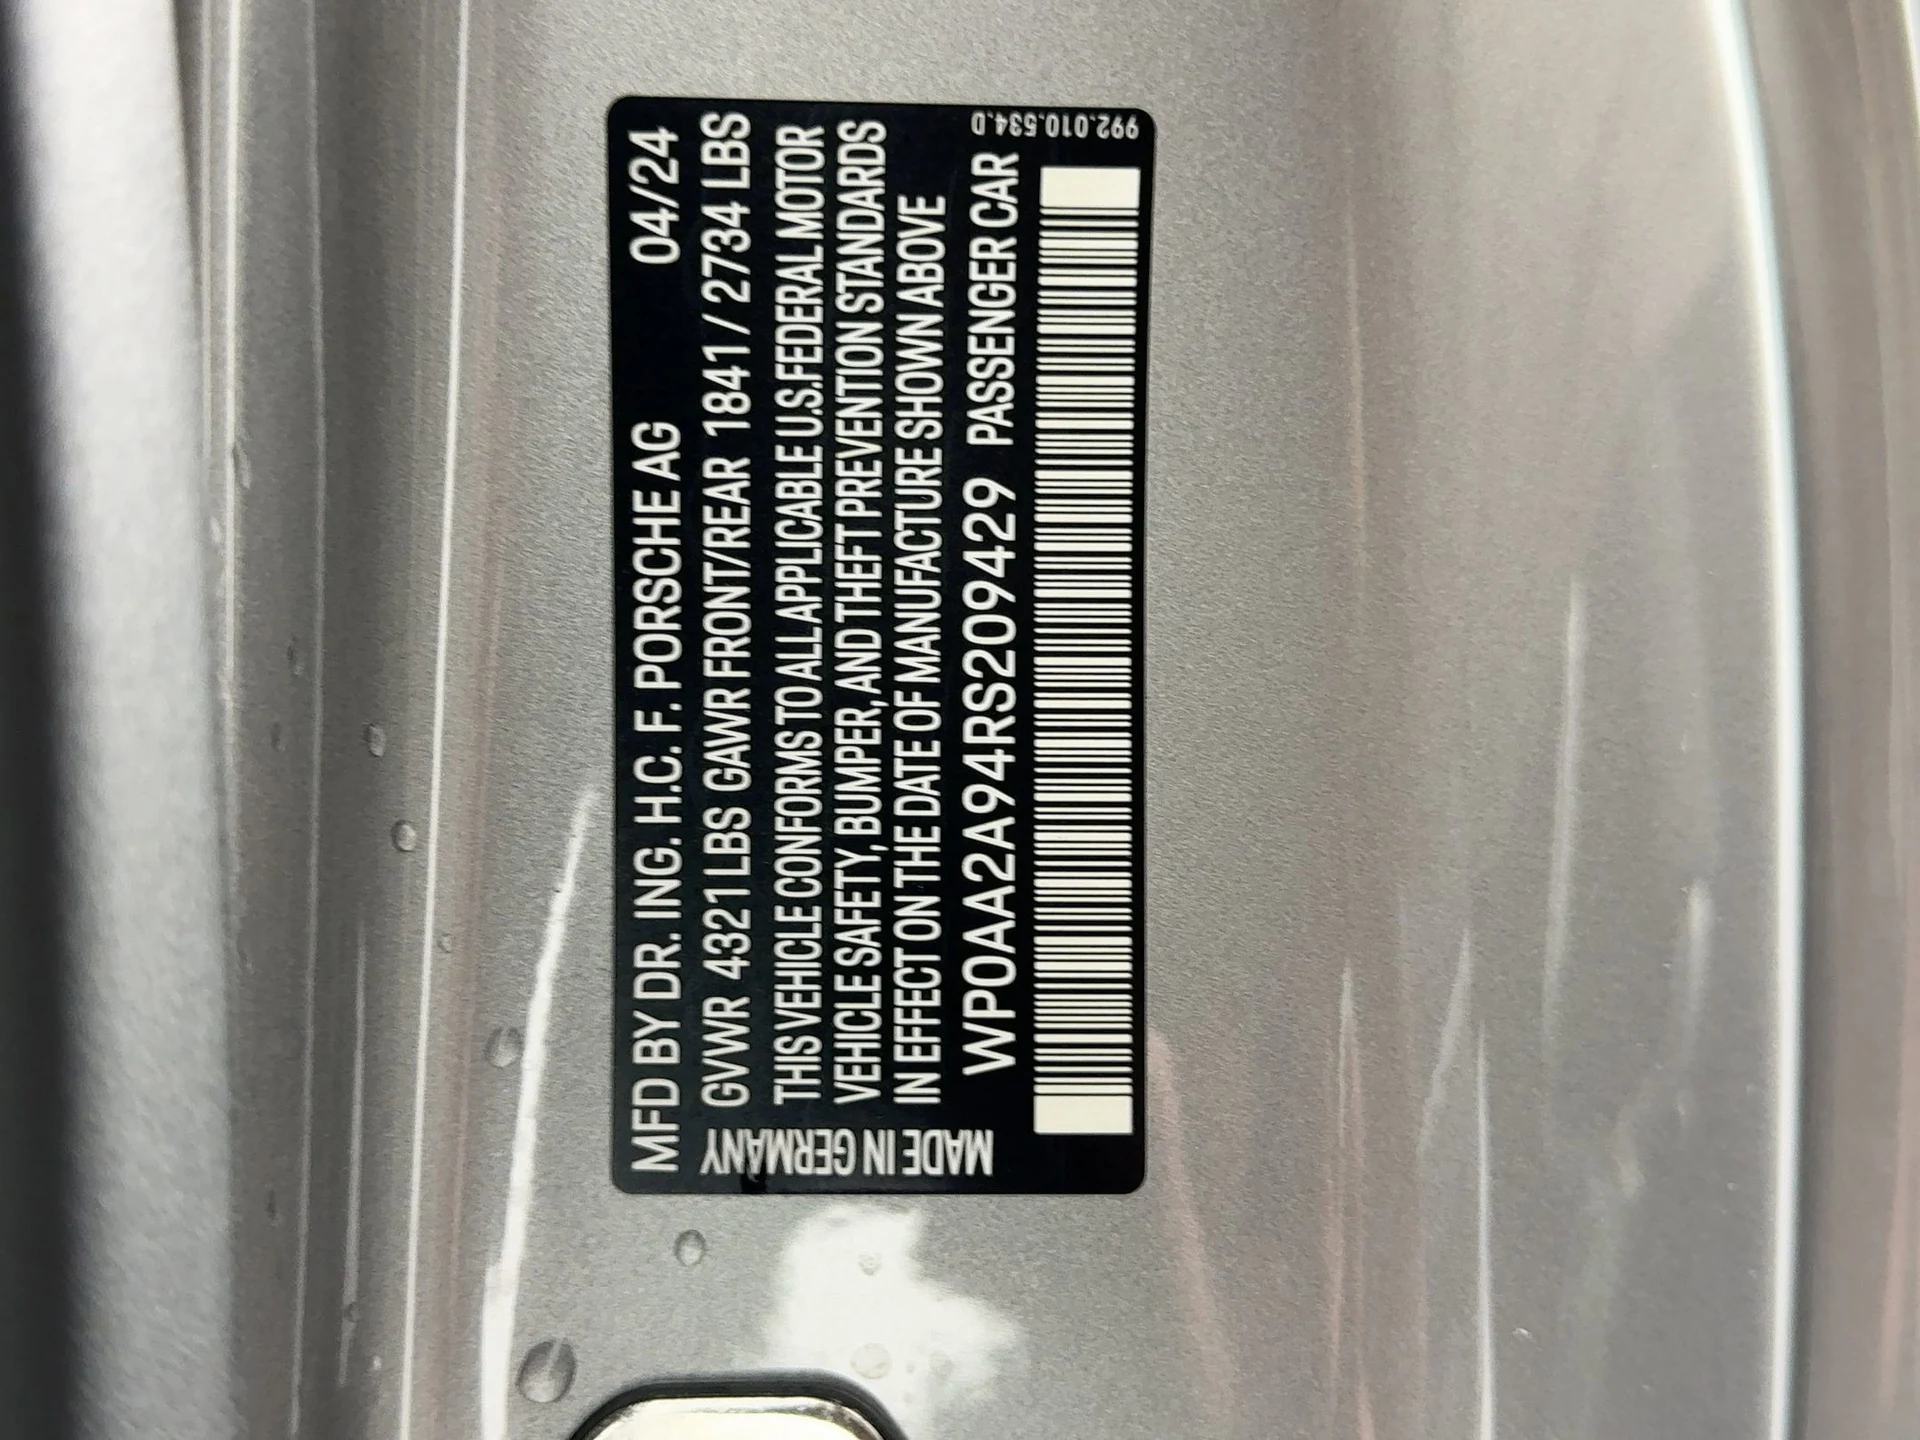 MFD BY DR. ING. H.C. F. PORSCHE AG 04/24
GVWR 4321 LBS GAWR FRONT/REAR 1841 / 2734 LBS
THIS VEHICLE CONFORMS TO ALL APPLICABLE U.S. FEDERAL MOTOR
VEHICLE SAFETY, BUMPER, AND THEFT PREVENTION STANDARDS
IN EFFECT ON THE DATE OF MANUFACTURE SHOWN ABOVE
WP0AA2A94RS209429 PASSENGER CAR
MADE IN GERMANY
992.010.534.D